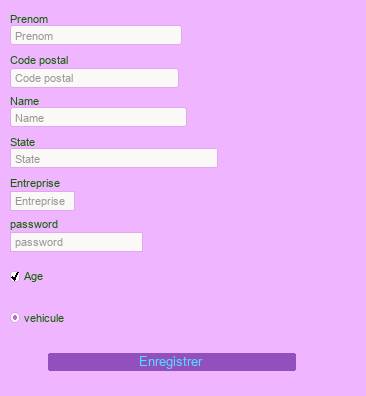 Prenom
Prenom
Code postal
Code postal
Name
Name
State
State
Entreprise
Entreprise
password
password
Age
vehicule
Enregistrer